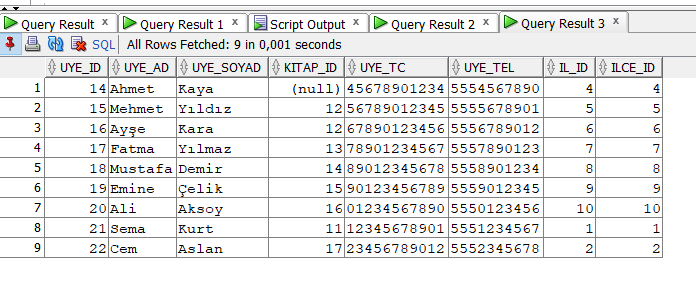 Query Result × Query Result 1 × Script Output × Query Result 2 × Query Result 3 ×
SQL | All Rows Fetched: 9 in 0,001 seconds
UYE_ID UYE_AD UYE_SOYAD KITAP_ID UYE_TC UYE_TEL IL_ID ILCE_ID
1 14 Ahmet Kaya (null) 45678901234 5554567890 4 4
2 15 Mehmet Yıldız 12 56789012345 5555678901 5 5
3 16 Ayşe Kara 12 67890123456 5556789012 6 6
4 17 Fatma Yılmaz 13 78901234567 5557890123 7 7
5 18 Mustafa Demir 14 89012345678 5558901234 8 8
6 19 Emine Çelik 15 90123456789 5559012345 9 9
7 20 Ali Aksoy 16 01234567890 5550123456 10 10
8 21 Sema Kurt 11 12345678901 5551234567 1 1
9 22 Cem Aslan 17 23456789012 5552345678 2 2